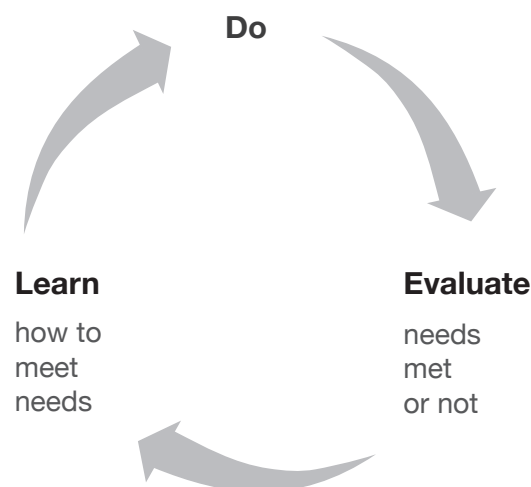 Do
Learn
how to
meet
needs
Evaluate
needs
met
or not